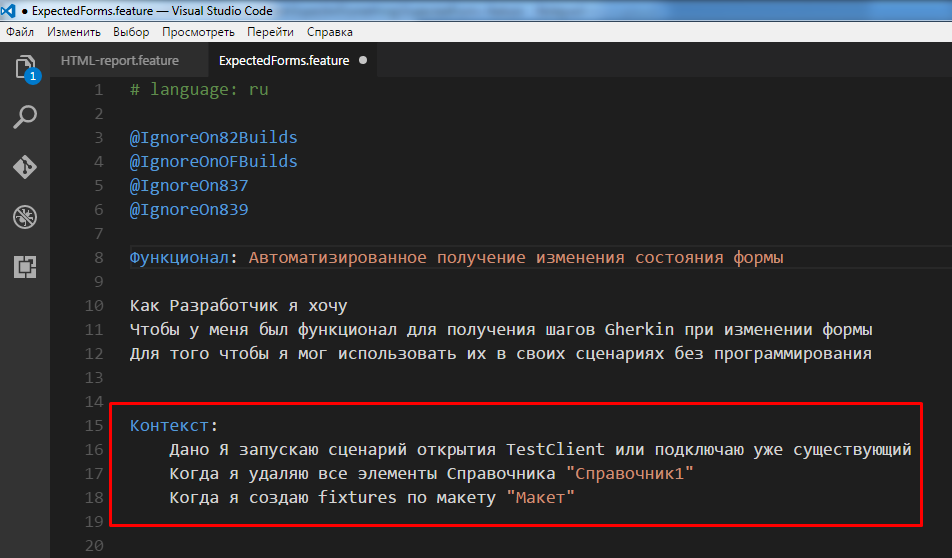 ● ExpectedForms.feature — Visual Studio Code
Файл Изменить Выбор Просмотреть Перейти Справка
HTML-report.feature ExpectedForms.feature ●
1
1 # language: ru
2
3 @IgnoreOn82Builds
4 @IgnoreOnOFBuilds
5 @IgnoreOn837
6 @IgnoreOn839
7
8 Функционал: Автоматизированное получение изменения состояния формы
9
10 Как Разработчик я хочу
11 Чтобы у меня был функционал для получения шагов Gherkin при изменении формы
12 Для того чтобы я мог использовать их в своих сценариях без программирования
13
14
15 Контекст:
16 Дано Я запускаю сценарий открытия TestClient или подключаю уже существующий
17 Когда я удаляю все элементы Справочника "Справочник1"
18 Когда я создаю fixtures по макету "Макет"
19
20